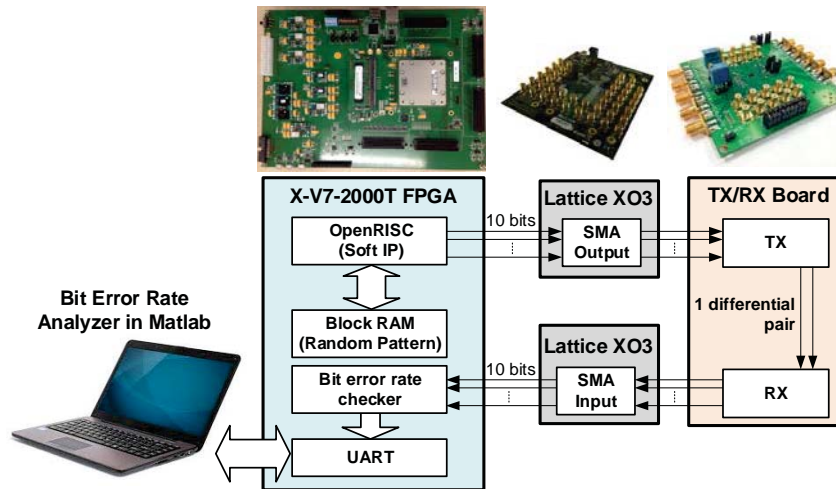 X-V7-2000T FPGA
OpenRISC
(Soft IP)
Block RAM
(Random Pattern)
Bit error rate
checker
UART
10 bits
Lattice XO3
SMA
Output
TX/RX Board
TX
1 differential
pair
RX
Lattice XO3
SMA
Input
10 bits
Bit Error Rate
Analyzer in Matlab